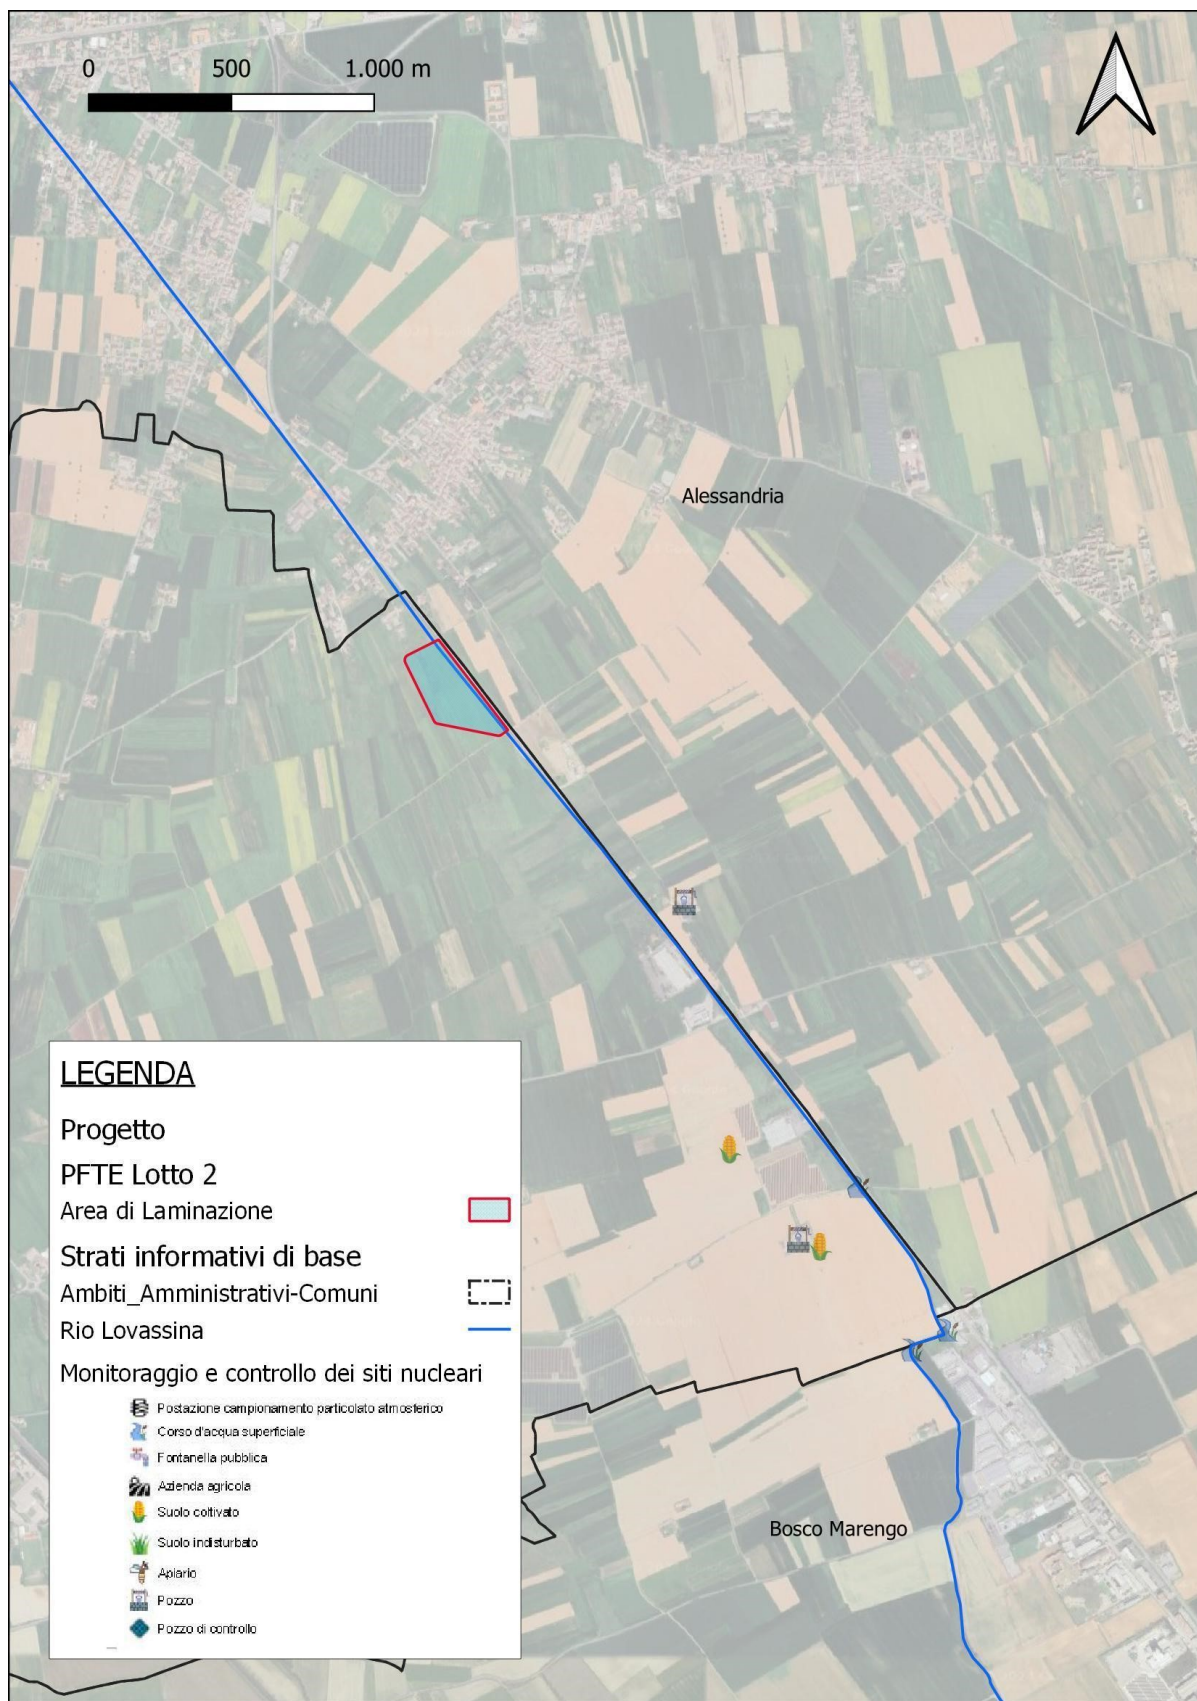 0 500 1.000 m
Alessandria
LEGENDA
Progetto
PFTE Lotto 2
Area di Laminazione
Strati informativi di base
Ambiti_Amministrativi-Comuni
Rio Lovassina
Monitoraggio e controllo dei siti nucleari
Postazione campionamento particolato atmosferico
Corso d'acqua superficiale
Fontanella pubblica
Azienda agricola
Suolo coltivato
Suolo indisturbato
Apiario
Pozzo
Pozzo di controllo
Bosco Marengo